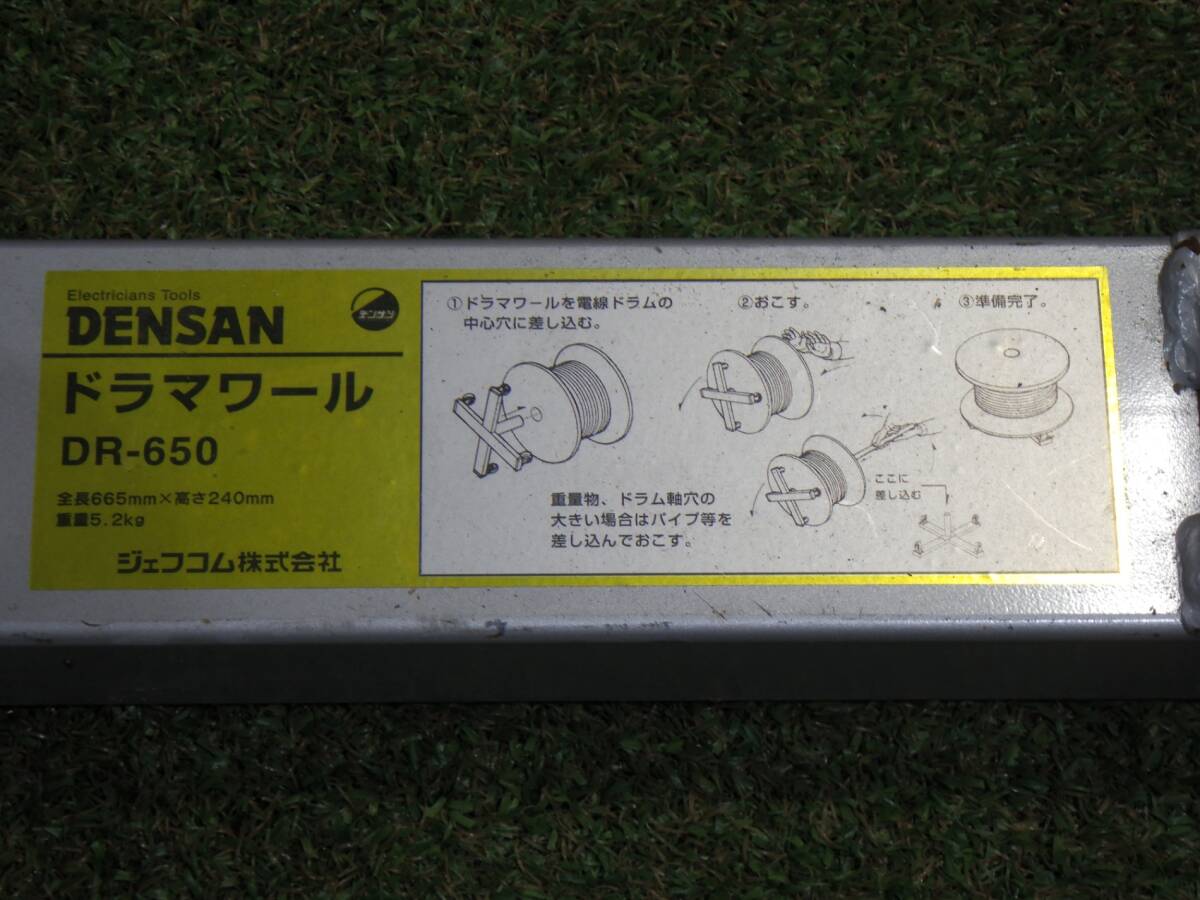 Electricians Tools
DENSAN
デンサン
ドラマワール
DR-650
全長665mm×高さ240mm
重量5.2kg
ジェフコム株式会社
①ドラマワールを電線ドラムの
中心穴に差し込む。
②おこす。
③準備完了。
重量物、ドラム軸穴の
大きい場合はパイプ等を
差し込んでおこす。
ここに
差し込む